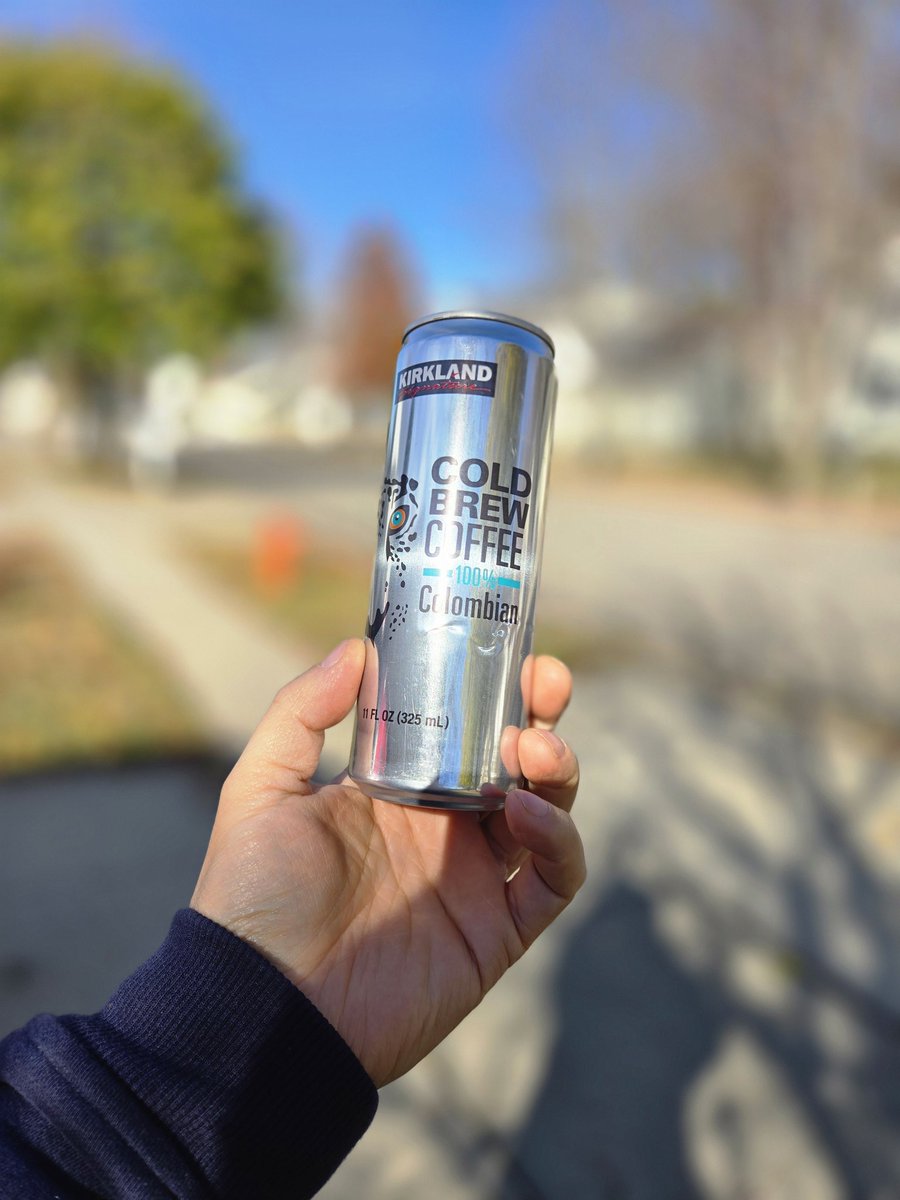 KIRKLAND
Signature
COLD
BREW
COFFEE
100%
Colombian
11 FL OZ (325 mL)